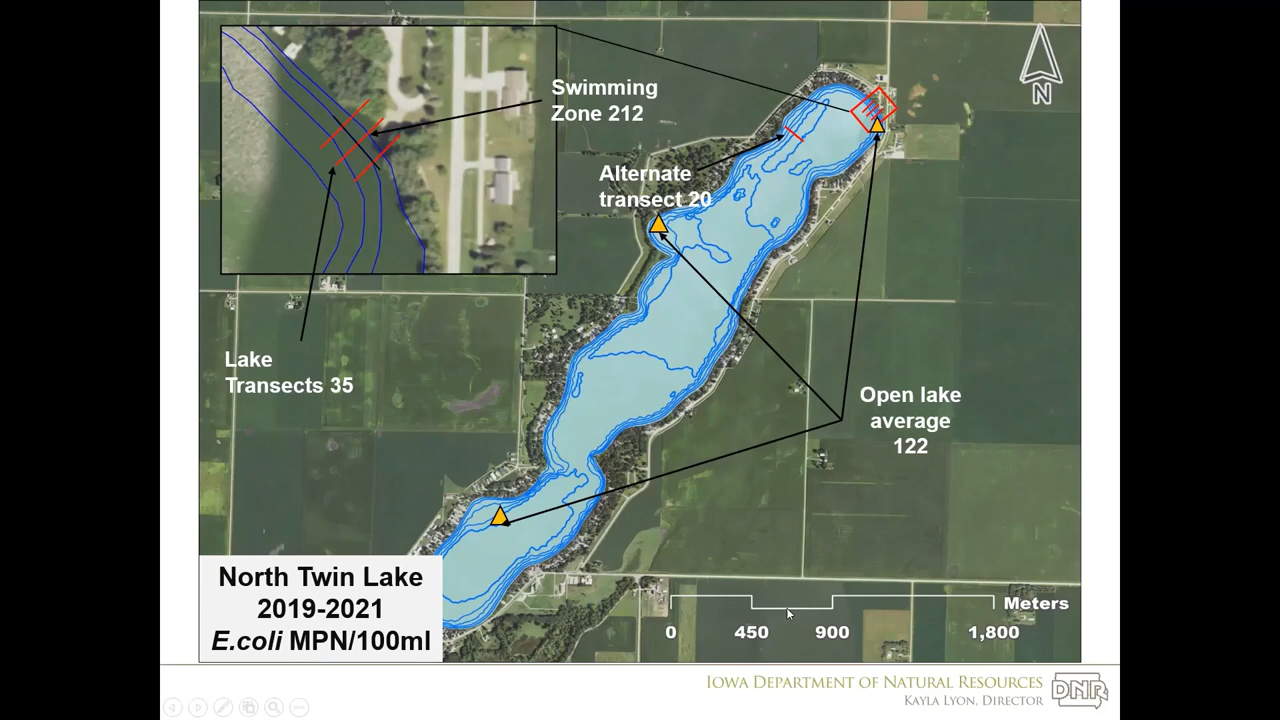 Swimming
Zone 212
Alternate
transect 20
N
Lake
Transects 35
Open lake
average
122
North Twin Lake
2019-2021
E.coli MPN/100ml
Meters
0 450 900 1,800
Iowa Department of Natural Resources
Kayla Lyon, Director
DNR